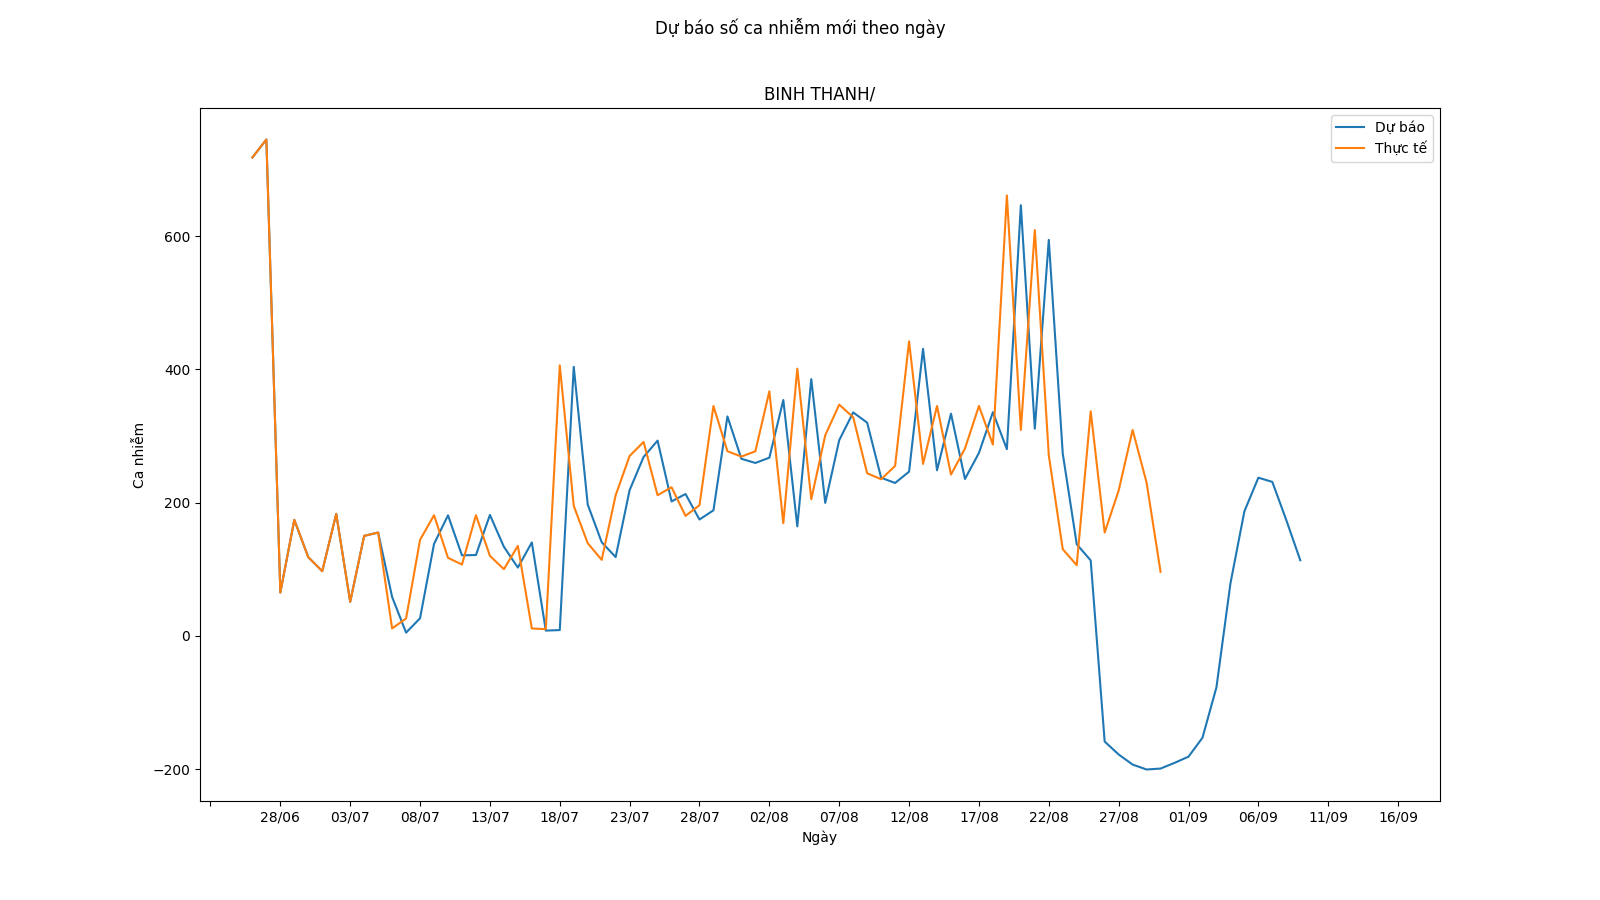 Dự báo số ca nhiễm mới theo ngày
BINH THANH/
Dự báo
Thực tế
Ca nhiễm
600
400
200
0
−200
28/06 03/07 08/07 13/07 18/07 23/07 28/07 02/08 07/08 12/08 17/08 22/08 27/08 01/09 06/09 11/09 16/09
Ngày